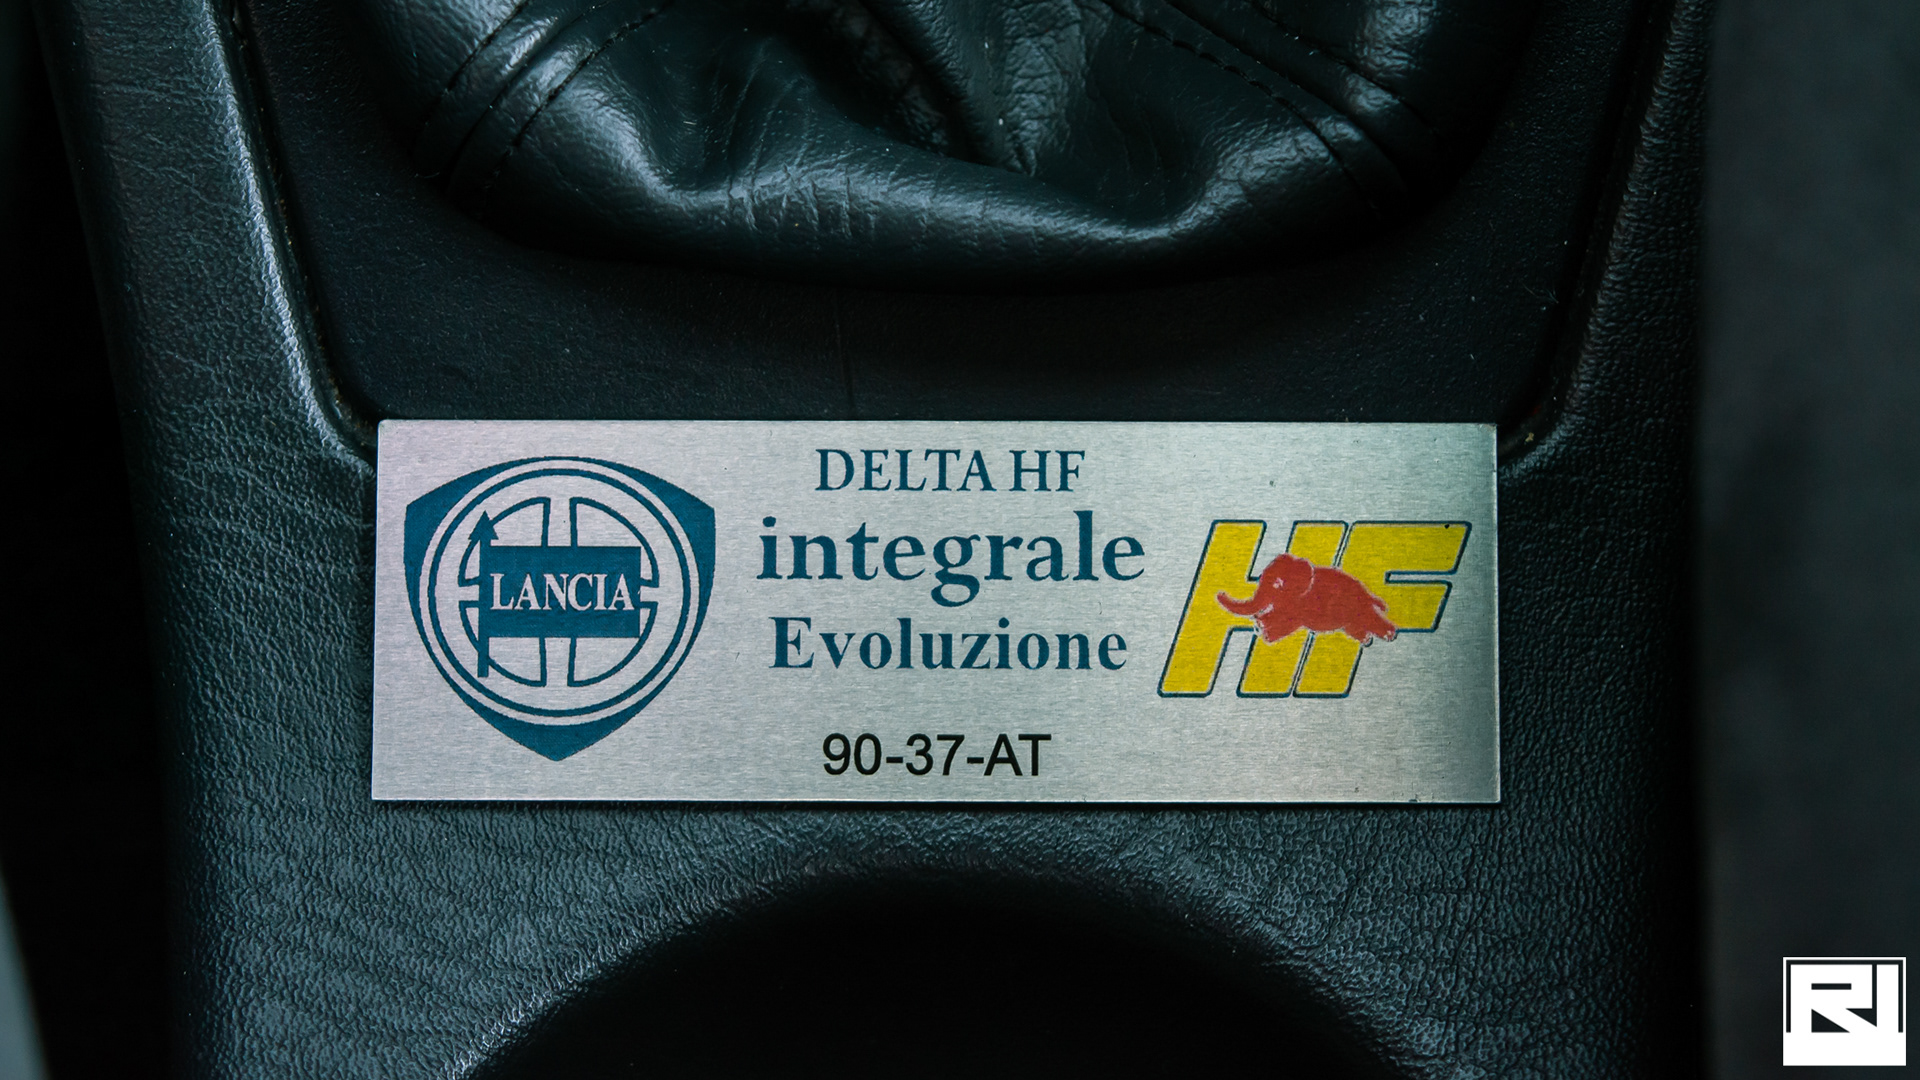 LANCIA
DELTA HF
integrale
Evoluzione
HF
90-37-AT